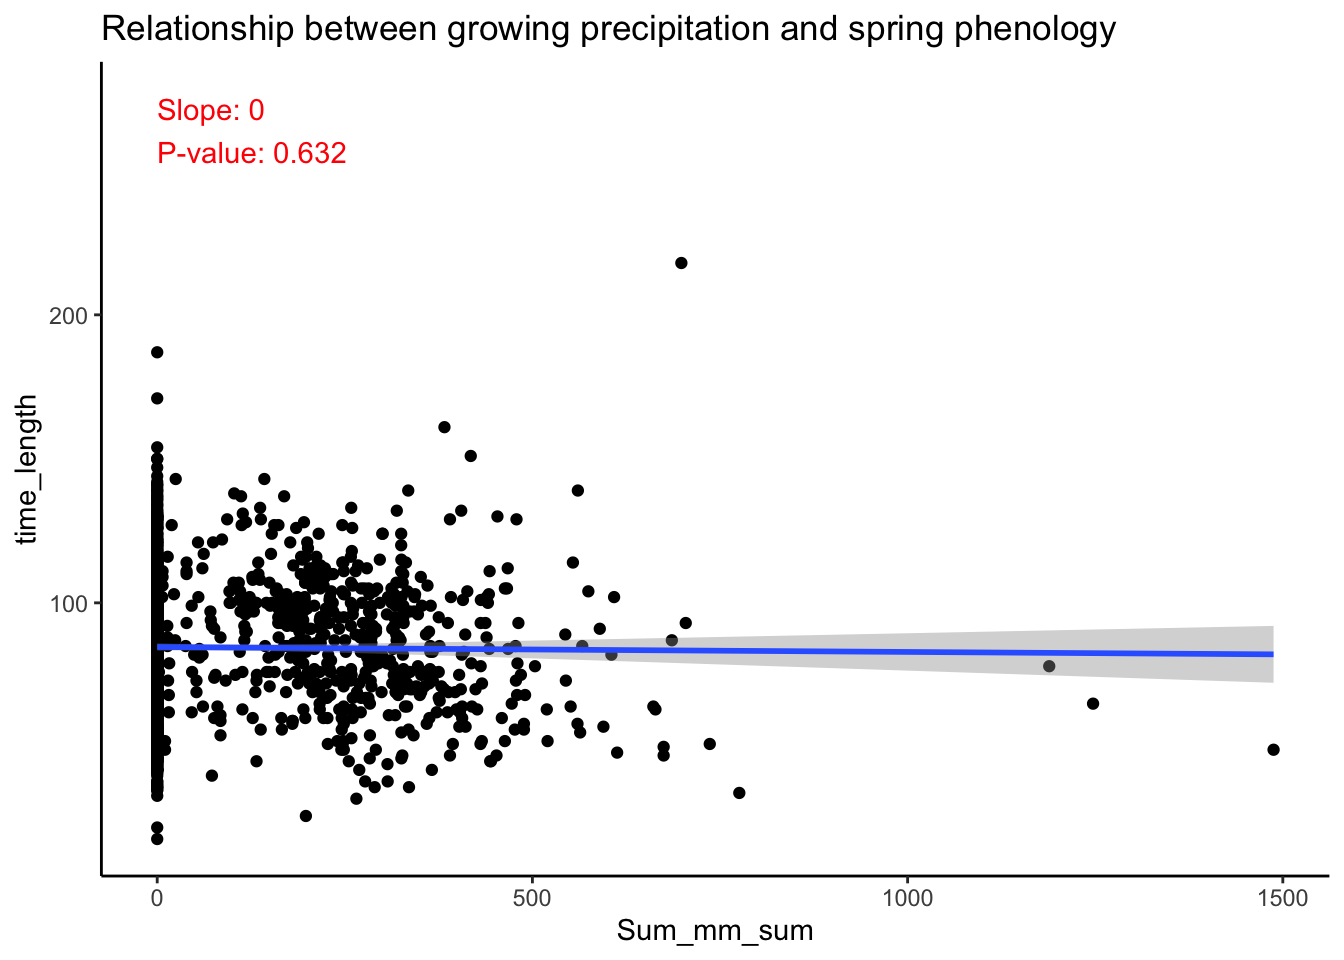 Relationship between growing precipitation and spring phenology
Slope: 0
P-value: 0.632
200
100
time_length
0
500
1000
1500
Sum_mm_sum